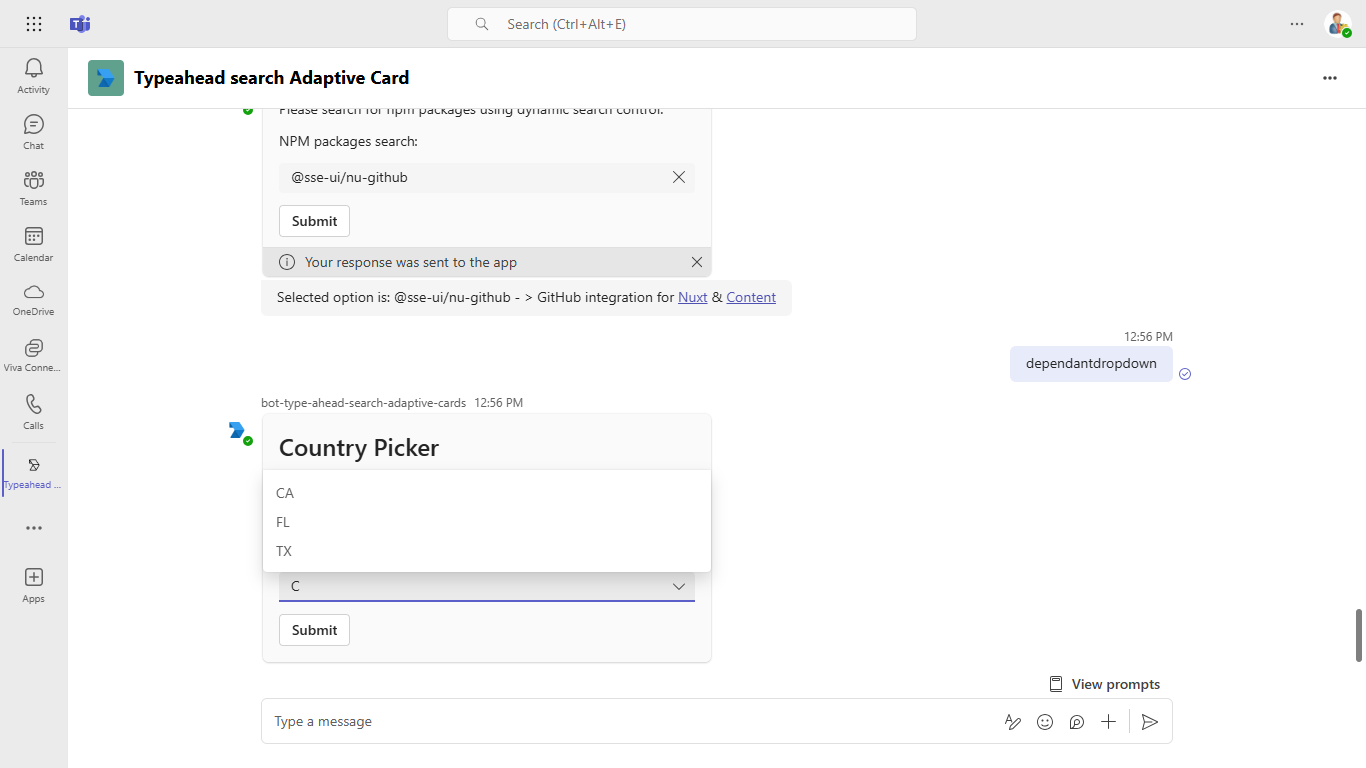 Search (Ctrl+Alt+E)
Typeahead search Adaptive Card
Activity
Chat
Teams
Calendar
OneDrive
Viva Conne...
Calls
Typeahead ...
Apps
Please search for npm packages using dynamic search control.
NPM packages search:
@sse-ui/nu-github
Submit
Your response was sent to the app
Selected option is: @sse-ui/nu-github - > GitHub integration for Nuxt & Content
12:56 PM
dependantdropdown
bot-type-ahead-search-adaptive-cards 12:56 PM
Country Picker
CA
FL
TX
C
Submit
View prompts
Type a message